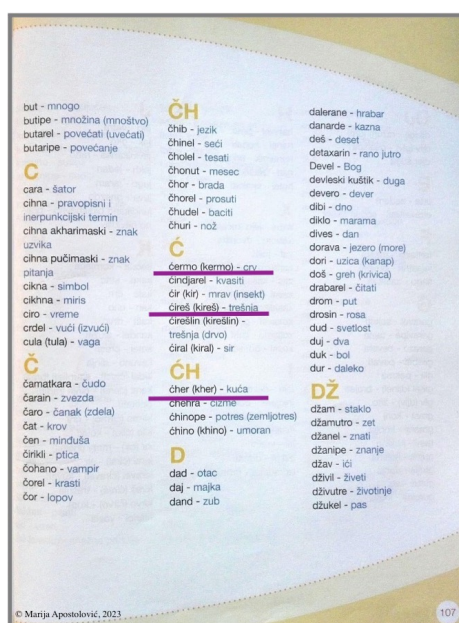 but - mnogo
butipe - množina (mnoštvo)
butarel - povećati (uvećati)
butaripe - povećanje
C
cara - šator
cihna - pravopisni i
inerpunkcijski termin
cihna akharimaski - znak
uzvika
cihna pučimaski - znak
pitanja
cikna - simbol
cikhna - miris
ciro - vreme
crdel - vući (izvući)
cula (tula) - vaga
Č
čamatkara - čudo
čarain - zvezda
čaro - čanak (zdela)
čat - krov
čen - minđuša
čirikli - ptica
čohano - vampir
čorel - krasti
čor - lopov
ČH
čhib - jezik
čhinel - seći
čholel - tesati
čhonut - mesec
čhor - brada
čhorel - prosuti
čhudel - baciti
čhuri - nož
Ć
ćermo (kermo) - crv
ćindjarel - kvasiti
ćir (kir) - mrav (insekt)
ćireš (kireš) - trešnja
ćirešlin (kirešlin) -
trešnja (drvo)
ćiral (kiral) - sir
ĆH
ćher (kher) - kuća
ćhehra - čizme
ćhinope - potres (zemljotres)
ćhino (khino) - umoran
D
dad - otac
daj - majka
dand - zub
dalerane - hrabar
danarde - kazna
deš - deset
detaxarin - rano jutro
Devel - Bog
devleski kuštik - duga
devero - dever
dibi - dno
diklo - marama
dives - dan
dorava - jezero (more)
dori - uzica (kanap)
doš - greh (krivica)
drabarel - čitati
drom - put
drosin - rosa
dud - svetlost
duj - dva
duk - bol
dur - daleko
DŽ
džam - staklo
džamutro - zet
džanel - znati
džanipe - znanje
džav - ići
dživil - živeti
dživutre - životinje
džukel - pas
© Marija Apostolović, 2023
107